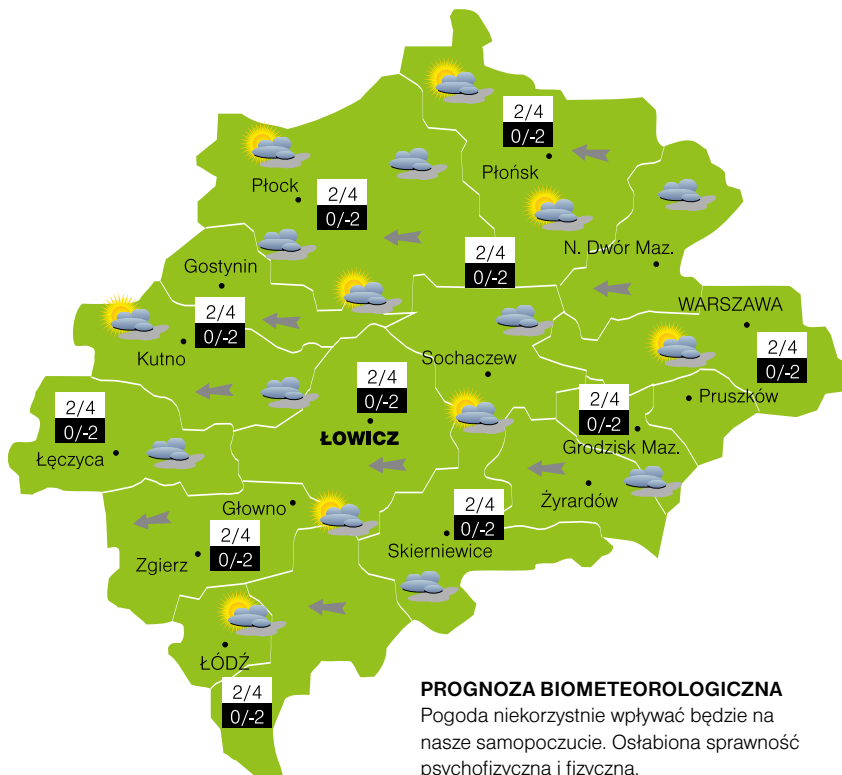 2/4
0/-2
Płońsk
Płock
2/4
0/-2
2/4
0/-2
N. Dwór Maz.
Gostynin
WARSZAWA
2/4
0/-2
Kutno
2/4
0/-2
Sochaczew
2/4
0/-2
ŁOWICZ
Pruszków
2/4
0/-2
Grodzisk Maz.
2/4
0/-2
Łęczyca
Żyrardów
Głowno
2/4
0/-2
Skierniewice
2/4
0/-2
Zgierz
ŁÓDŹ
2/4
0/-2
PROGNOZA BIOMETEOROLOGICZNA
Pogoda niekorzystnie wpływać będzie na
nasze samopoczucie. Osłabiona sprawność
psychofizyczna i fizyczna.